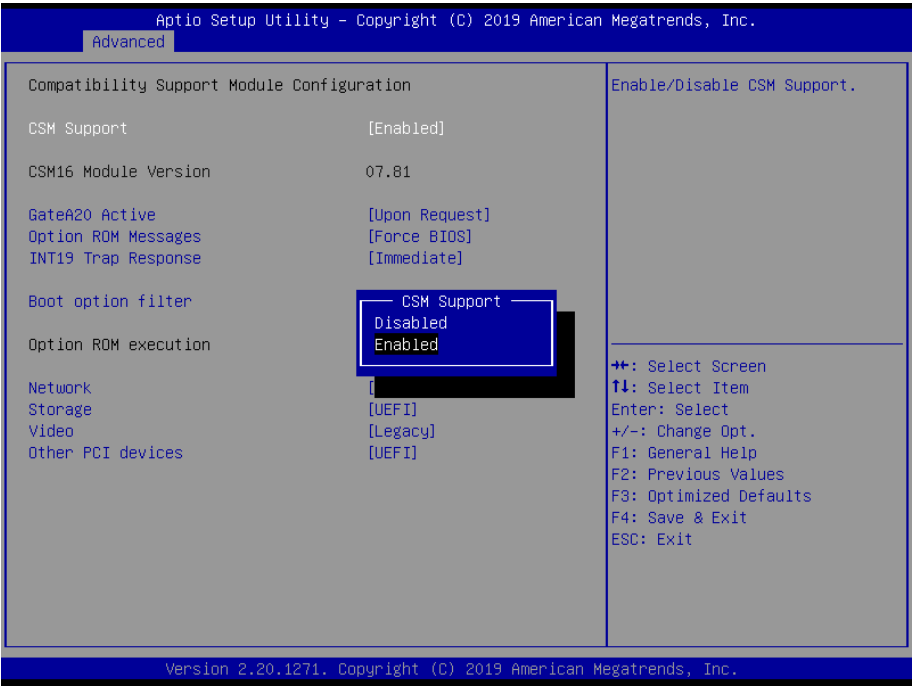 Aptio Setup Utility – Copyright (C) 2019 American Megatrends, Inc.
Advanced
Compatibility Support Module Configuration
Enable/Disable CSM Support.
CSM Support [Enabled]
CSM16 Module Version 07.81
GateA20 Active [Upon Request]
Option ROM Messages [Force BIOS]
INT19 Trap Response [Immediate]
Boot option filter
CSM Support
Disabled
Enabled
Option ROM execution
Network [
Storage [UEFI]
Video [Legacy]
Other PCI devices [UEFI]
→←: Select Screen
↑↓: Select Item
Enter: Select
+/-: Change Opt.
F1: General Help
F2: Previous Values
F3: Optimized Defaults
F4: Save & Exit
ESC: Exit
Version 2.20.1271. Copyright (C) 2019 American Megatrends, Inc.